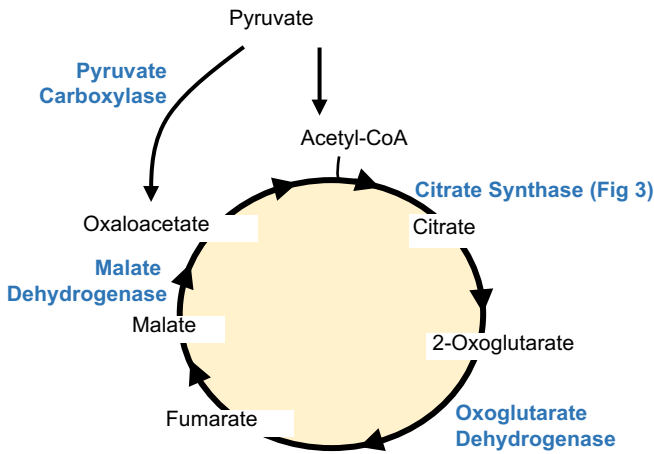 Pyruvate
Pyruvate
Carboxylase
Acetyl-CoA
Citrate Synthase (Fig 3)
Oxaloacetate
Citrate
Malate
Dehydrogenase
Malate
2-Oxoglutarate
Fumarate
Oxoglutarate
Dehydrogenase